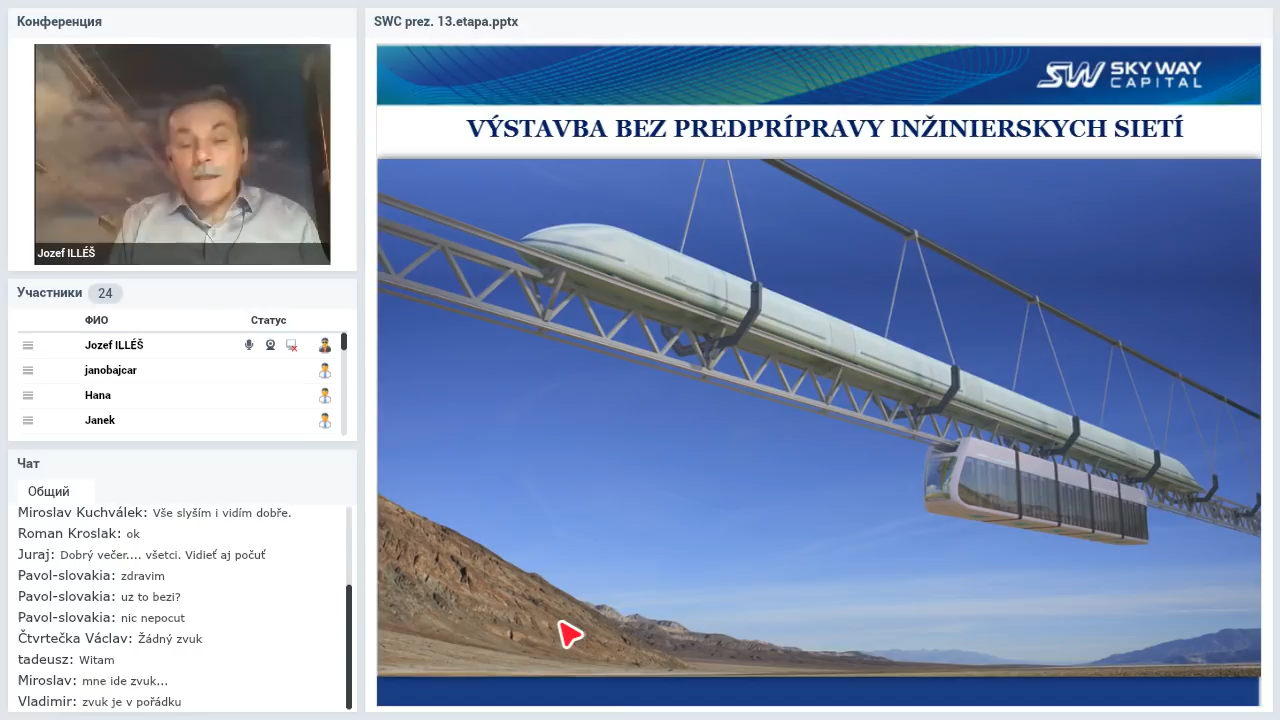 Конференция
Jozef ILLÉŠ
Участники 24
ФИО Статус
Jozef ILLÉŠ
janobajcar
Hana
Janek
Чат
Общий
Miroslav Kuchválek: Vše slyším i vidím dobře.
Roman Kroslak: ok
Juraj: Dobrý večer.... všetci. Vidieť aj počuť
Pavol-slovakia: zdravim
Pavol-slovakia: uz to bezi?
Pavol-slovakia: nic nepocut
Čtvrtečka Václav: Žádný zvuk
tadeusz: Witam
Miroslav: mne ide zvuk...
Vladimir: zvuk je v pořádku
SWC prez. 13.etapa.pptx
SW SKY WAY
CAPITAL
VÝSTAVBA BEZ PREDPRÍPRAVY INŽINIERSKYCH SIETÍ